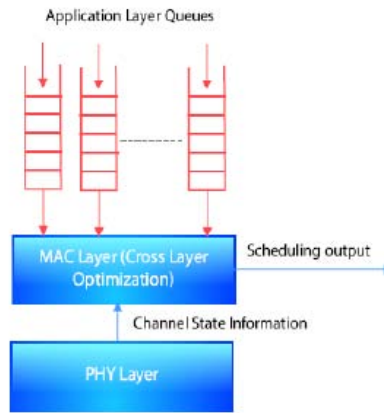 Application Layer Queues
MAC Layer (Cross Layer
Optimization)
Scheduling output
Channel State Information
PHY Layer